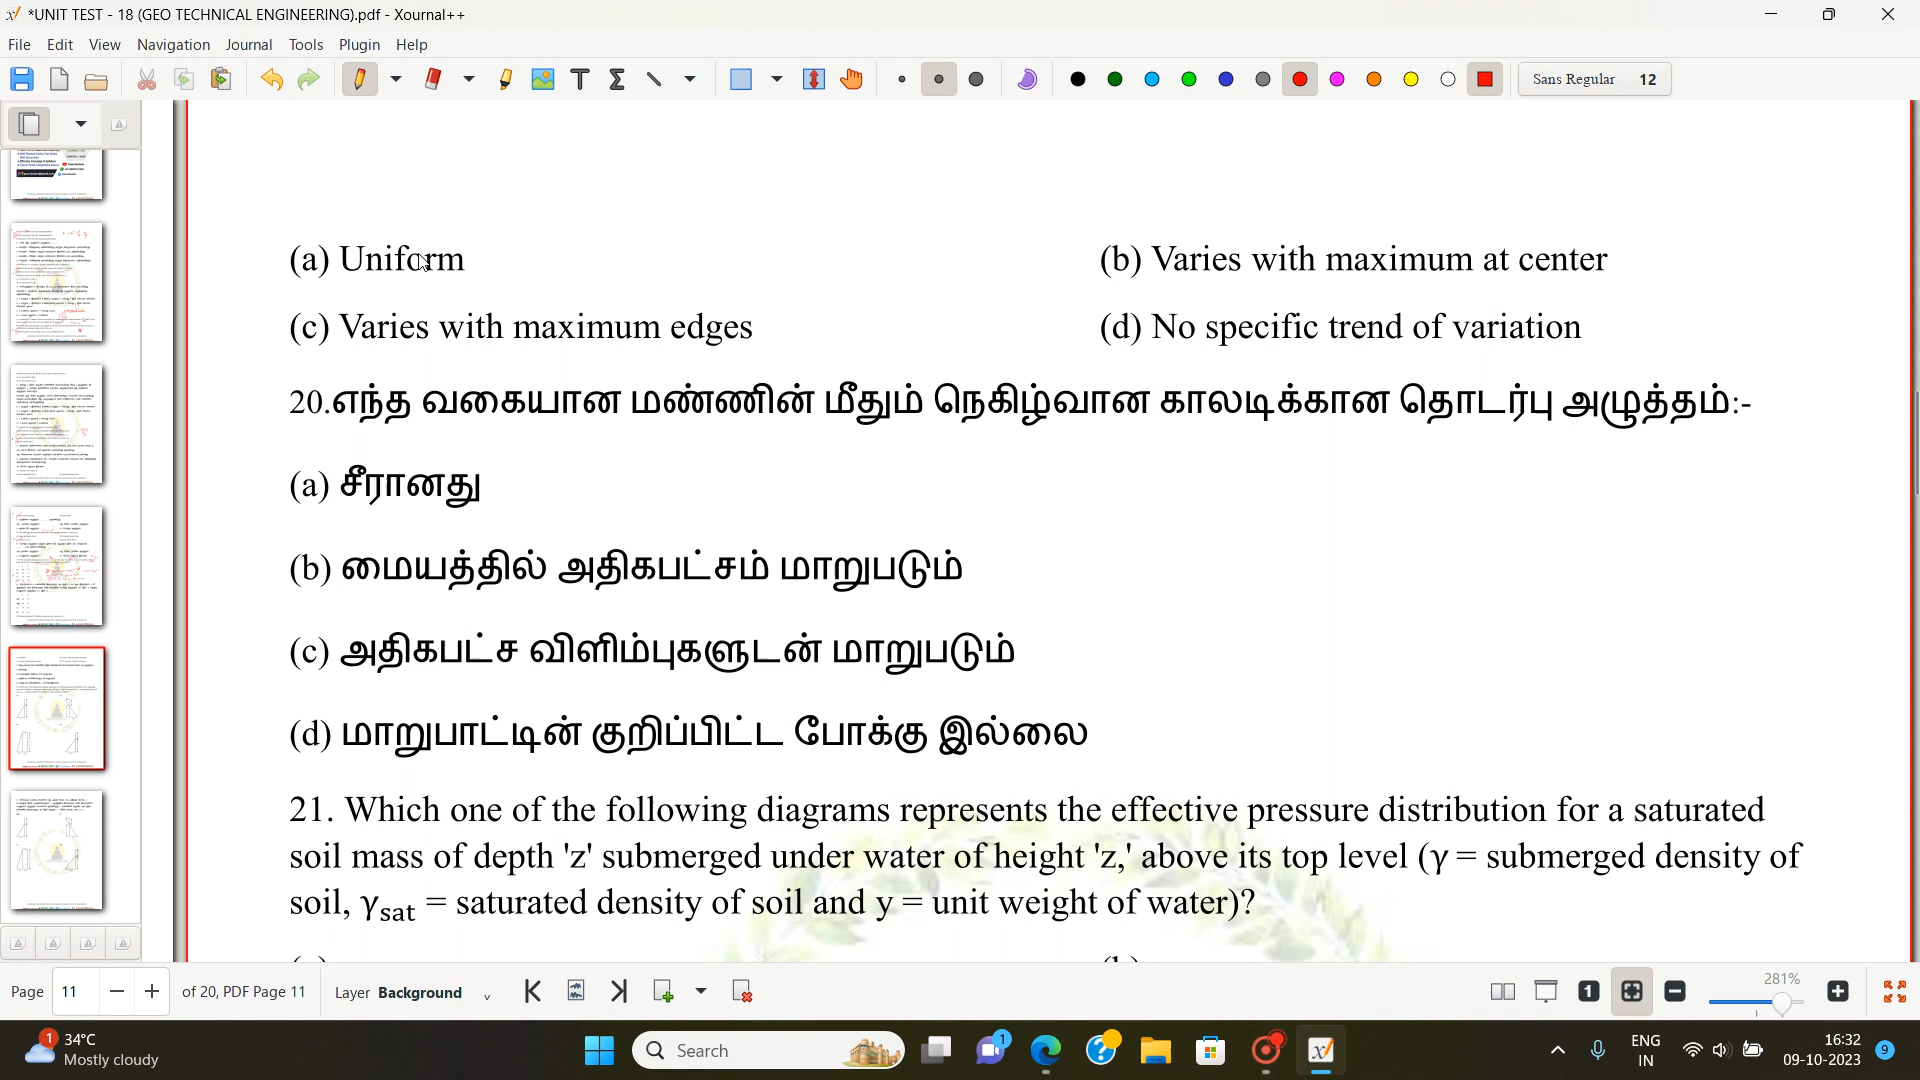 *UNIT TEST - 18 (GEO TECHNICAL ENGINEERING).pdf - Xournal++
File Edit View Navigation Journal Tools Plugin Help
Sans Regular 12
(a) Uniform (b) Varies with maximum at center
(c) Varies with maximum edges (d) No specific trend of variation
20.எந்த வகையான மண்ணின் மீதும் நெகிழ்வான காலடிக்கான தொடர்பு அழுத்தம்:-
(a) சீரானது
(b) மையத்தில் அதிகபட்சம் மாறுபடும்
(c) அதிகபட்ச விளிம்புகளுடன் மாறுபடும்
(d) மாறுபாட்டின் குறிப்பிட்ட போக்கு இல்லை
21. Which one of the following diagrams represents the effective pressure distribution for a saturated
soil mass of depth 'z' submerged under water of height 'z,' above its top level (γ = submerged density of
soil, γsat = saturated density of soil and y = unit weight of water)?
Page 11 of 20, PDF Page 11 Layer Background 281%
1 34°C
Mostly cloudy
Search
1
ENG
IN
16:32
09-10-2023
9